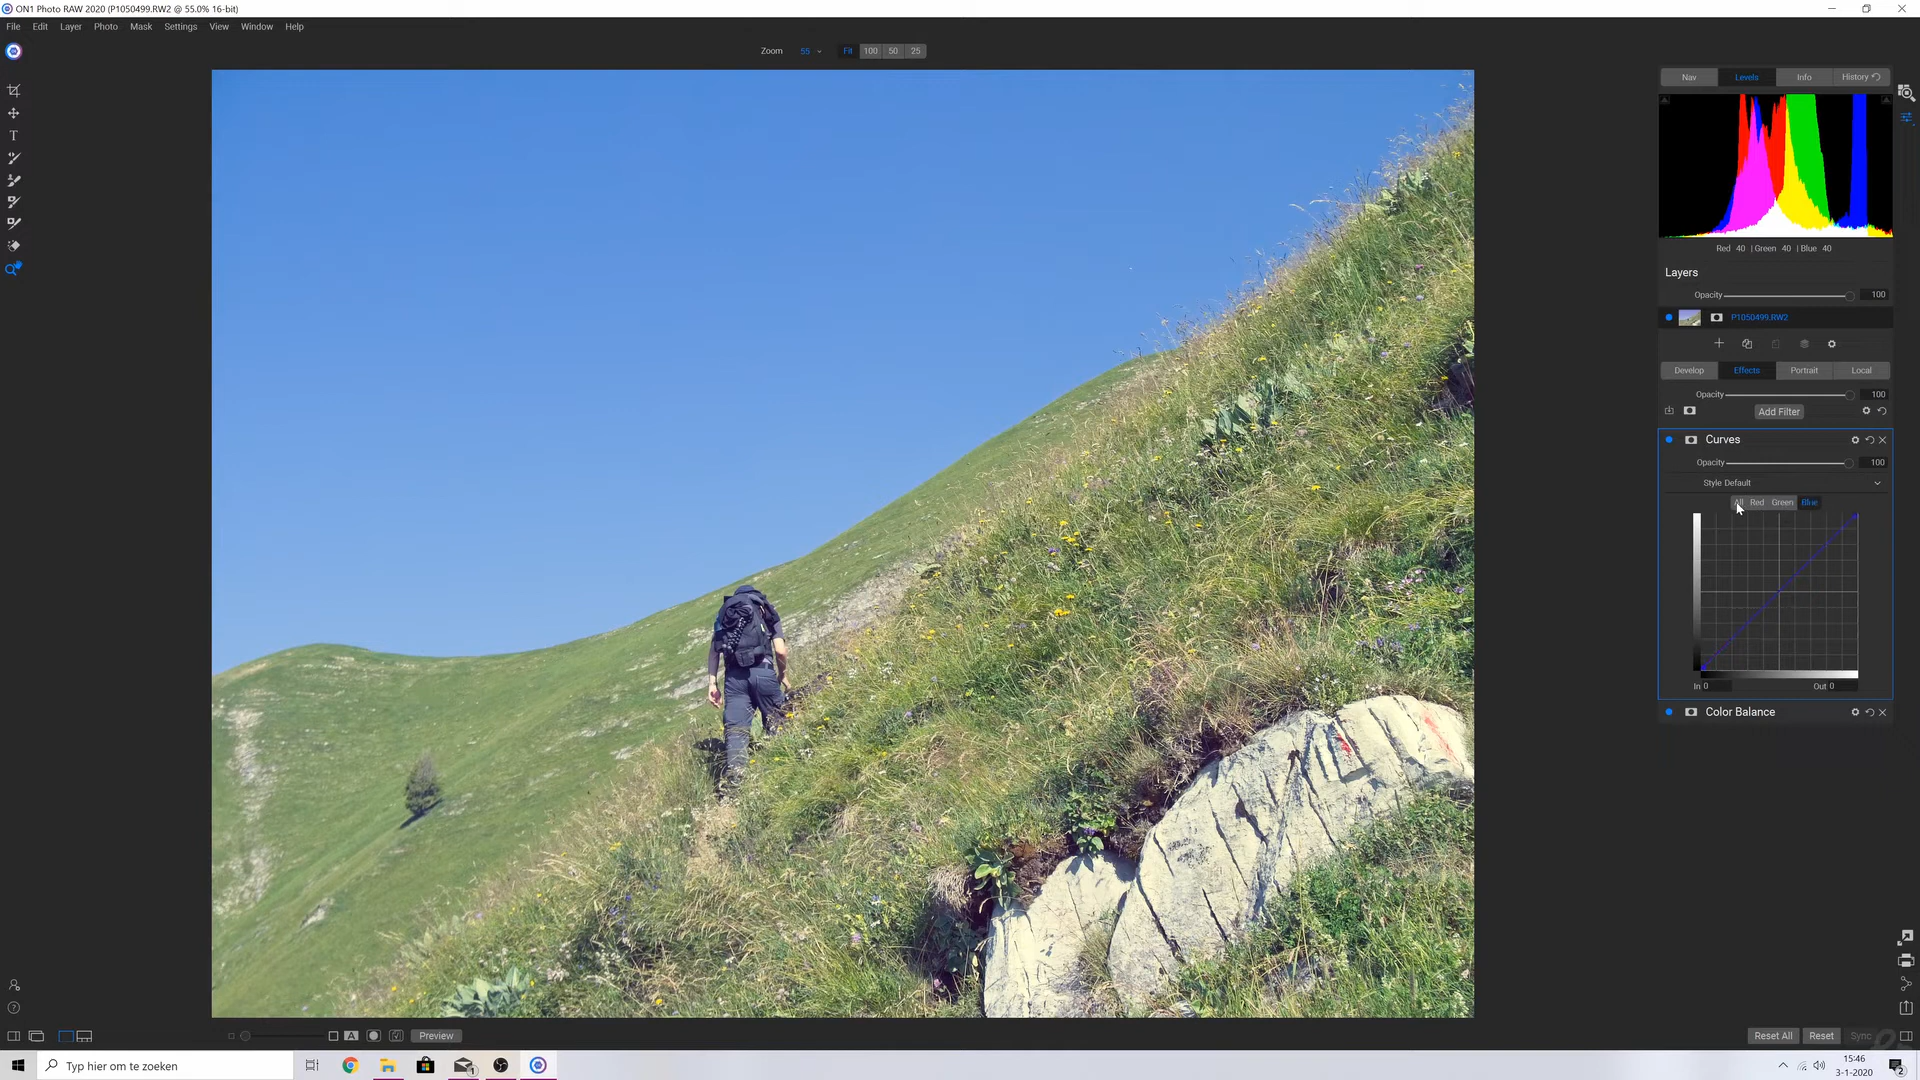 ON1 Photo RAW 2020 (P1050499.RW2 @ 55.0% 16-bit)
File Edit Layer Photo Mask Settings View Window Help
Zoom 55 Fit 100 50 25
Nav Levels Info History
Red 40 | Green 40 | Blue 40
Layers
Opacity 100
P1050499.RW2
Develop Effects Portrait Local
Opacity 100
Add Filter
Curves
Opacity 100
Style Default
All Red Green Blue
In 0 Out 0
Color Balance
Preview
Reset All Reset Sync
Typ hier om te zoeken
15:46
3-1-2020